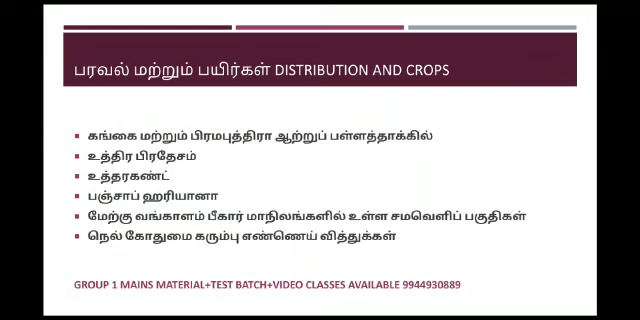 பரவல் மற்றும் பயிர்கள் DISTRIBUTION AND CROPS
கங்கை மற்றும் பிரமபுத்திரா ஆற்றுப் பள்ளத்தாக்கில்
உத்திர பிரதேசம்
உத்தரகண்ட்
பஞ்சாப் ஹரியானா
மேற்கு வங்காளம் பீகார் மாநிலங்களில் உள்ள சமவெளிப் பகுதிகள்
நெல் கோதுமை கரும்பு எண்ணெய் வித்துக்கள்
GROUP 1 MAINS MATERIAL+TEST BATCH+VIDEO CLASSES AVAILABLE 9944930889